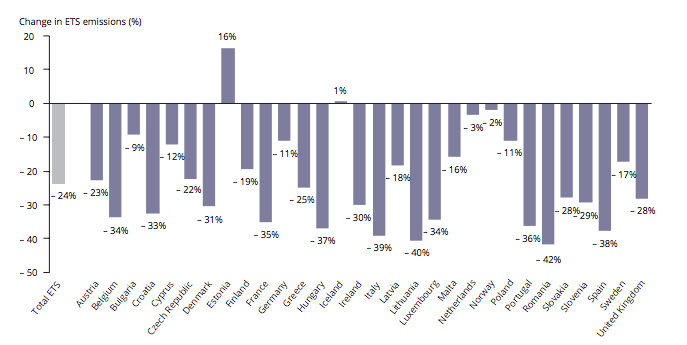 Change in ETS emissions (%)
20
10
0
– 10
– 20
– 30
– 40
– 50
16%
1%
– 24%
– 23%
– 34%
– 9%
– 33%
– 12%
– 22%
– 31%
– 19%
– 35%
– 11%
– 25%
– 37%
– 30%
– 39%
– 18%
– 40%
– 34%
– 16%
– 3%
– 2%
– 11%
– 36%
– 42%
– 28%
– 29%
– 38%
– 17%
– 28%
Total ETS
Austria
Belgium
Bulgaria
Croatia
Cyprus
Czech Republic
Denmark
Estonia
Finland
France
Germany
Greece
Hungary
Iceland
Ireland
Italy
Latvia
Lithuania
Luxembourg
Malta
Netherlands
Norway
Poland
Portugal
Romania
Slovakia
Slovenia
Spain
Sweden
United Kingdom